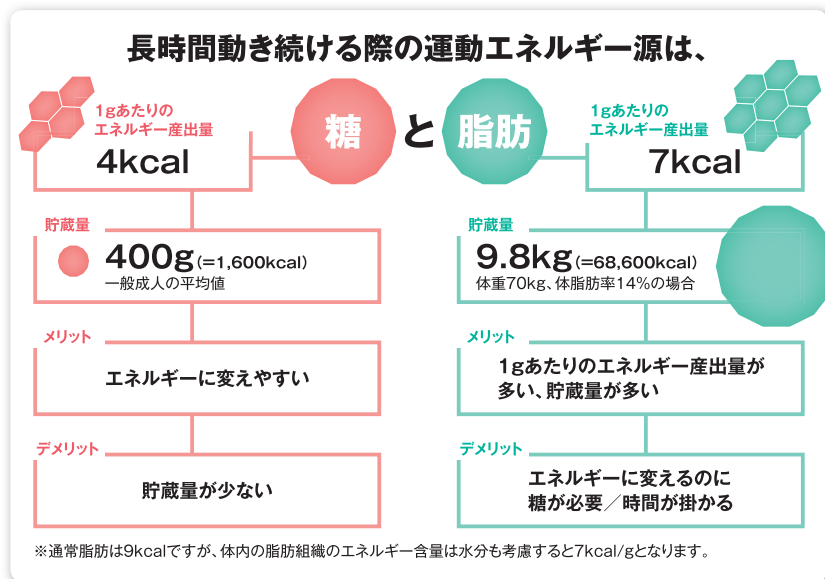 長時間動き続ける際の運動エネルギー源は、
糖と脂肪
1gあたりの
エネルギー産出量
4kcal
1gあたりの
エネルギー産出量
7kcal
貯蔵量
400g(=1,600kcal)
一般成人の平均値
貯蔵量
9.8kg(=68,600kcal)
体重70kg、体脂肪率14%の場合
メリット
エネルギーに変えやすい
メリット
1gあたりのエネルギー産出量が
多い、貯蔵量が多い
デメリット
貯蔵量が少ない
デメリット
エネルギーに変えるのに
糖が必要/時間が掛かる
※通常脂肪は9kcalですが、体内の脂肪組織のエネルギー含量は水分も考慮すると7kcal/gとなります。